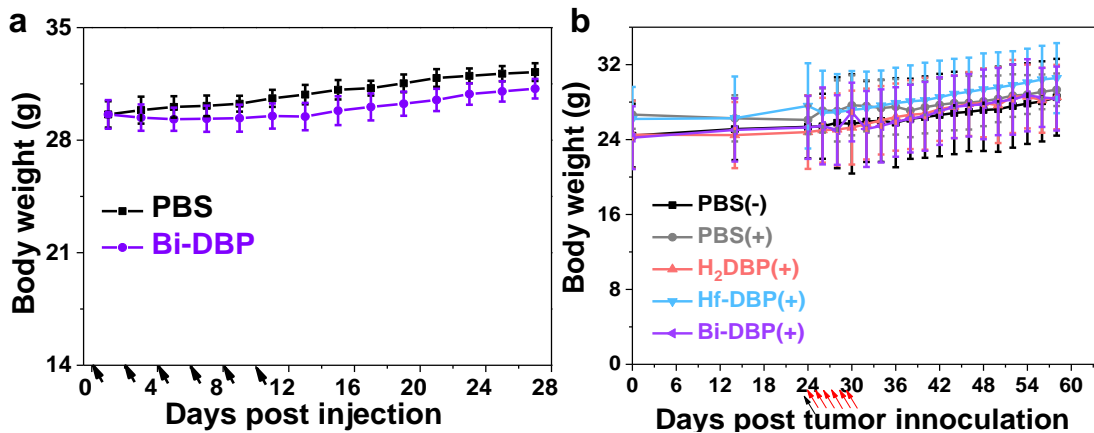 a
Body weight (g)
35
28
21
14
PBS
Bi-DBP
0 4 8 12 16 20 24 28
Days post injection
b
Body weight (g)
32
24
16
8
0
PBS(-)
PBS(+)
H₂DBP(+)
Hf-DBP(+)
Bi-DBP(+)
0 6 12 18 24 30 36 42 48 54 60
Days post tumor innoculation